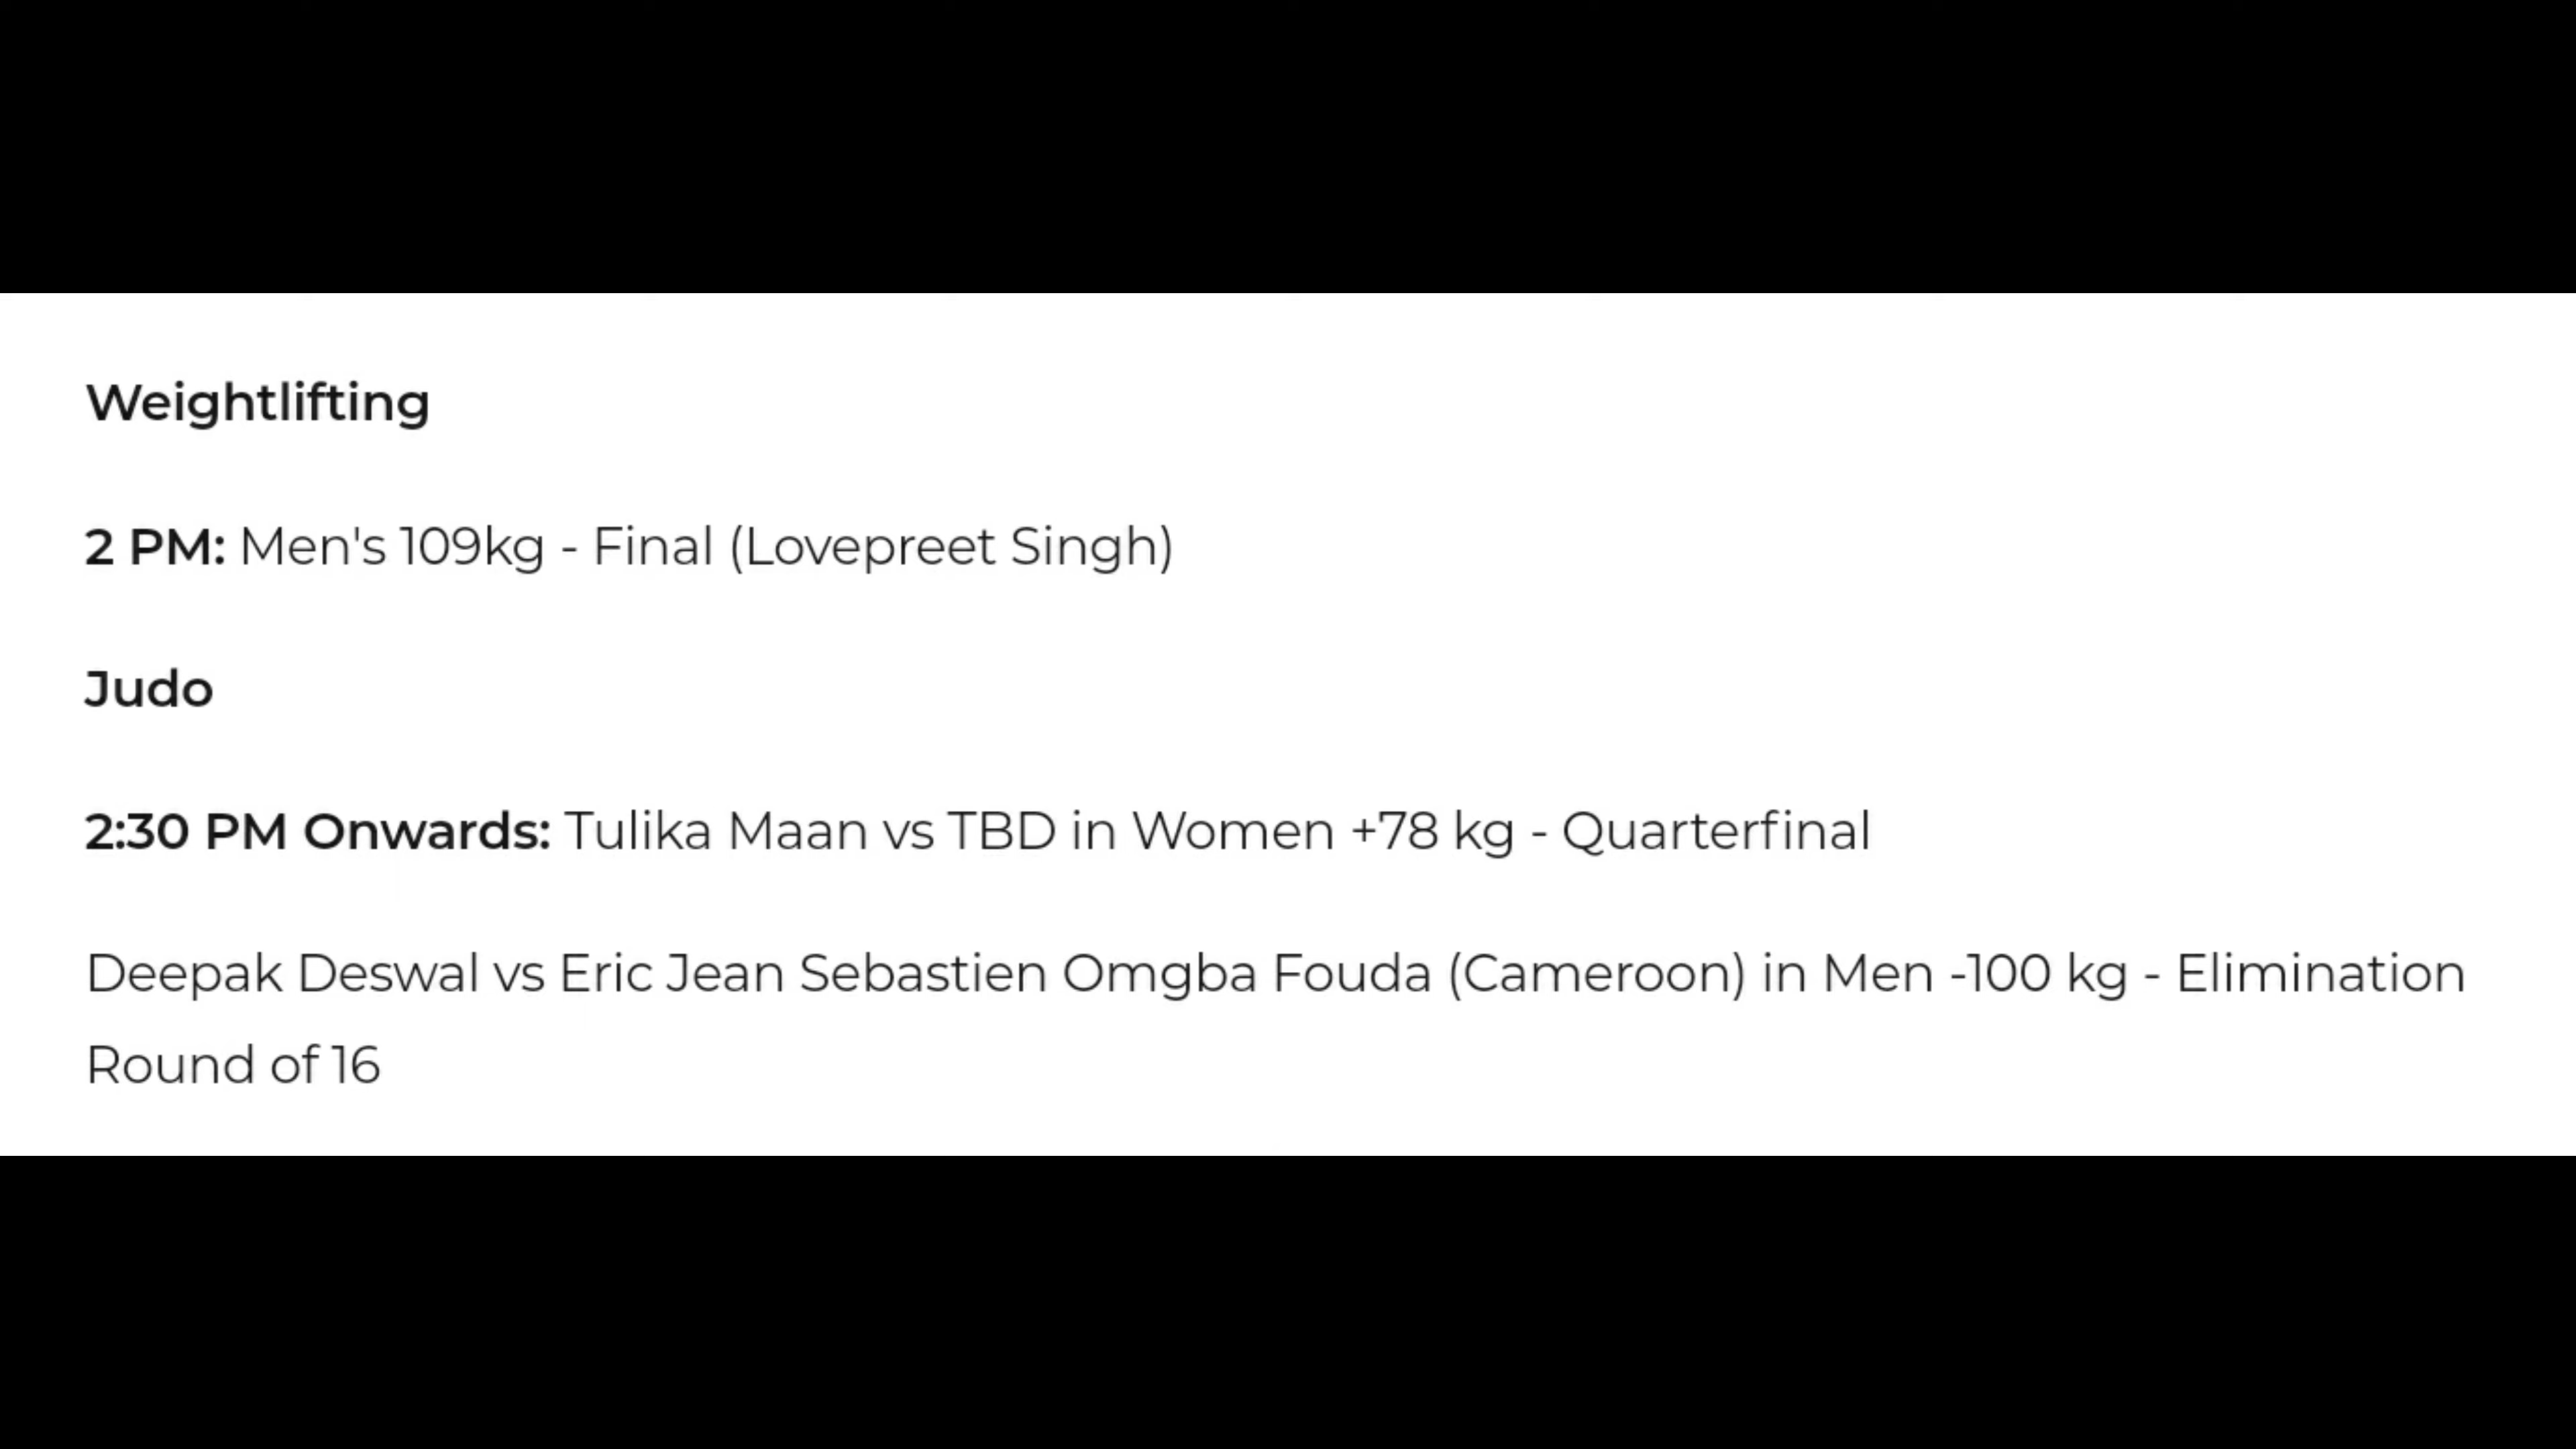 Weightlifting
2 PM: Men's 109kg - Final (Lovepreet Singh)
Judo
2:30 PM Onwards: Tulika Maan vs TBD in Women +78 kg - Quarterfinal
Deepak Deswal vs Eric Jean Sebastien Omgba Fouda (Cameroon) in Men -100 kg - Elimination
Round of 16